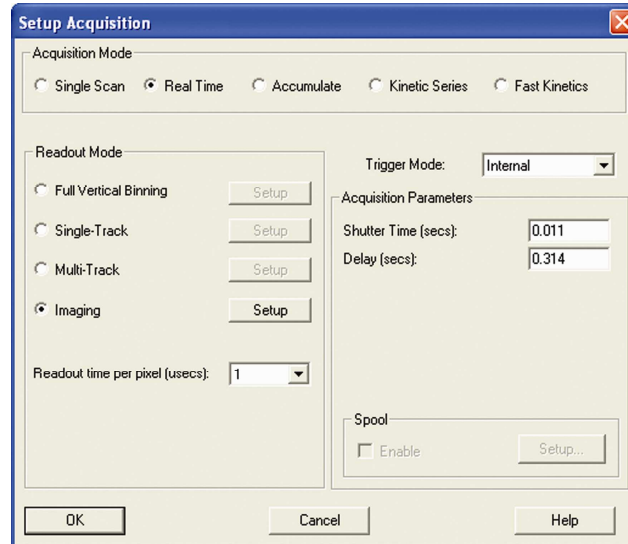 Setup Acquisition
Acquisition Mode
Single Scan Real Time Accumulate Kinetic Series Fast Kinetics
Readout Mode
Full Vertical Binning Setup
Single-Track Setup
Multi-Track Setup
Imaging Setup
Readout time per pixel (usecs): 1
Trigger Mode: Internal
Acquisition Parameters
Shutter Time (secs): 0.011
Delay (secs): 0.314
Spool
Enable Setup...
OK Cancel Help